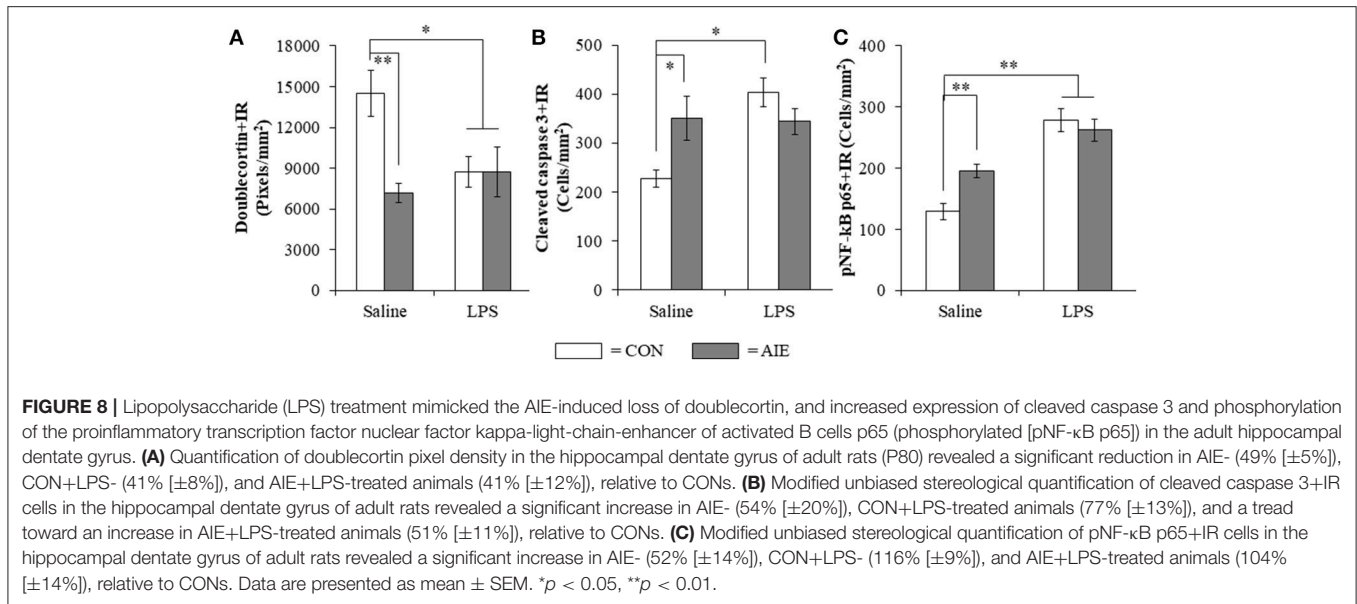 A
B
C
18000
15000
12000
9000
6000
3000
0
Doublecortin+IR
(Pixels/mm²)
*
**
Saline
LPS
500
400
300
200
100
0
Cleaved caspase 3+IR
(Cells/mm²)
*
*
Saline
LPS
400
300
200
100
0
pNF-kB p65+IR (Cells/mm²)
**
**
Saline
LPS
= CON
= AIE
FIGURE 8 | Lipopolysaccharide (LPS) treatment mimicked the AIE-induced loss of doublecortin, and increased expression of cleaved caspase 3 and phosphorylation
of the proinflammatory transcription factor nuclear factor kappa-light-chain-enhancer of activated B cells p65 (phosphorylated [pNF-κB p65]) in the adult hippocampal
dentate gyrus. (A) Quantification of doublecortin pixel density in the hippocampal dentate gyrus of adult rats (P80) revealed a significant reduction in AIE- (49% [±5%]),
CON+LPS- (41% [±8%]), and AIE+LPS-treated animals (41% [±12%]), relative to CONs. (B) Modified unbiased stereological quantification of cleaved caspase 3+IR
cells in the hippocampal dentate gyrus of adult rats revealed a significant increase in AIE- (54% [±20%]), CON+LPS-treated animals (77% [±13%]), and a tread
toward an increase in AIE+LPS-treated animals (51% [±11%]), relative to CONs. (C) Modified unbiased stereological quantification of pNF-κB p65+IR cells in the
hippocampal dentate gyrus of adult rats revealed a significant increase in AIE- (52% [±14%]), CON+LPS- (116% [±9%]), and AIE+LPS-treated animals (104%
[±14%]), relative to CONs. Data are presented as mean ± SEM. *p < 0.05, **p < 0.01.